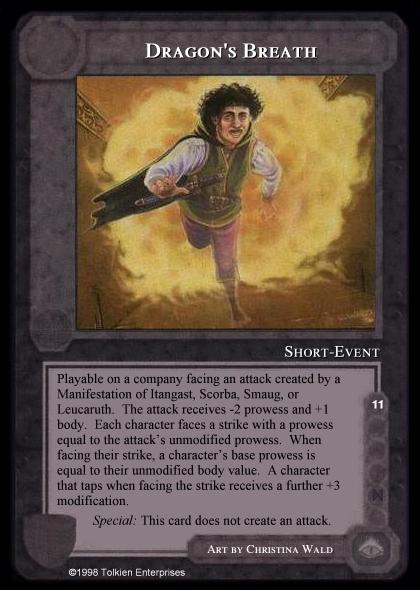 Dragon's Breath
Short-Event
Playable on a company facing an attack created by a
Manifestation of Itangast, Scorba, Smaug, or
Leucaruth. The attack receives -2 prowess and +1
body. Each character faces a strike with a prowess
equal to the attack's unmodified prowess. When
facing their strike, a character's base prowess is
equal to their unmodified body value. A character
that taps when facing the strike receives a further +3
modification.
Special: This card does not create an attack.
11
Art by Christina Wald
©1998 Tolkien Enterprises